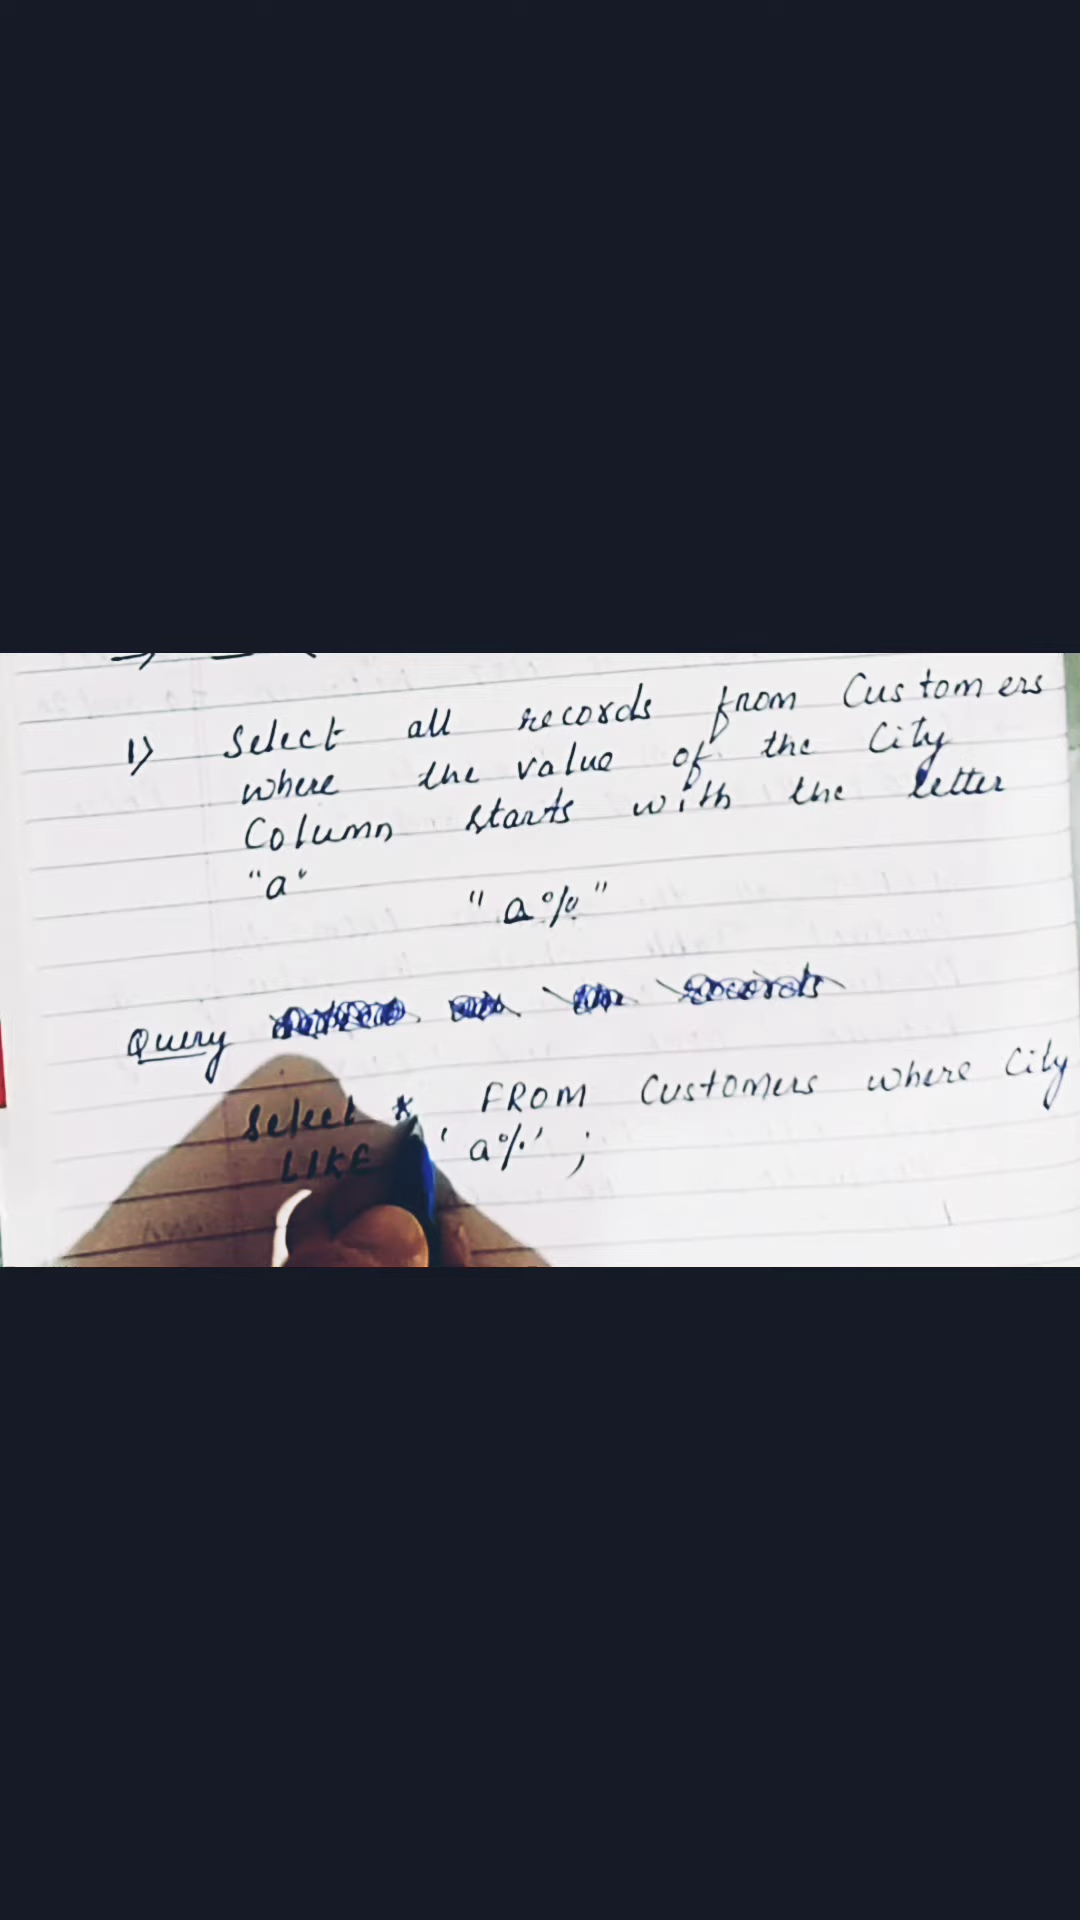 1) Select all records from Customers
where the value of the City
Column starts with the letter
"a"
"a%"
Query
Select * FROM Customers where City
LIKE 'a%' ;